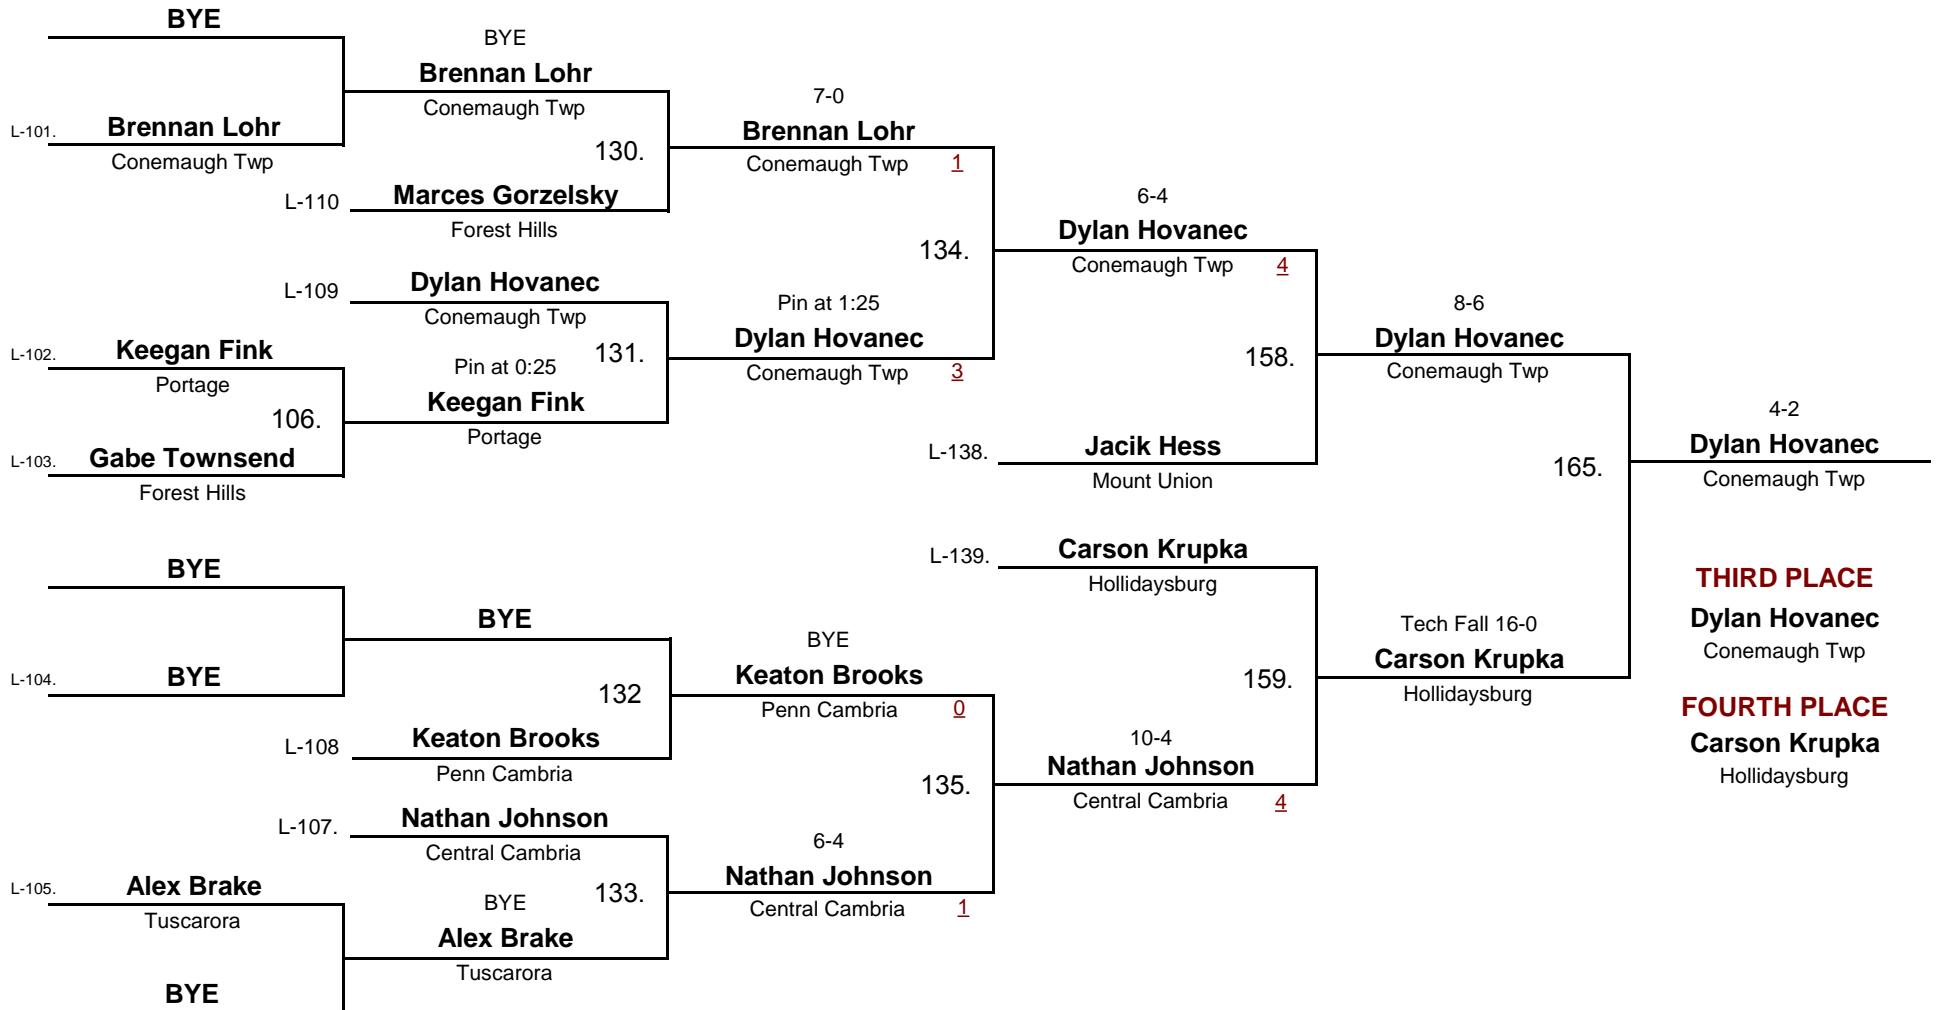 BYE
BYE
Brennan Lohr
Conemaugh Twp
L-101. Brennan Lohr
Conemaugh Twp
130.
L-110 Marces Gorzelsky
Forest Hills
7-0
Brennan Lohr
Conemaugh Twp 1
L-109 Dylan Hovanec
Conemaugh Twp
L-102. Keegan Fink
Portage
106.
L-103. Gabe Townsend
Forest Hills
131.
Pin at 0:25
Keegan Fink
Portage
134.
Pin at 1:25
Dylan Hovanec
Conemaugh Twp 3
6-4
Dylan Hovanec
Conemaugh Twp 4
158.
L-138. Jacik Hess
Mount Union
8-6
Dylan Hovanec
Conemaugh Twp
165.
4-2
Dylan Hovanec
Conemaugh Twp
BYE
L-104. BYE
BYE
132
L-108 Keaton Brooks
Penn Cambria
BYE
Keaton Brooks
Penn Cambria 0
L-107. Nathan Johnson
Central Cambria
L-105. Alex Brake
Tuscarora
BYE
133.
BYE
Alex Brake
Tuscarora
135.
6-4
Nathan Johnson
Central Cambria 1
L-139. Carson Krupka
Hollidaysburg
159.
10-4
Nathan Johnson
Central Cambria 4
Tech Fall 16-0
Carson Krupka
Hollidaysburg
THIRD PLACE
Dylan Hovanec
Conemaugh Twp
FOURTH PLACE
Carson Krupka
Hollidaysburg